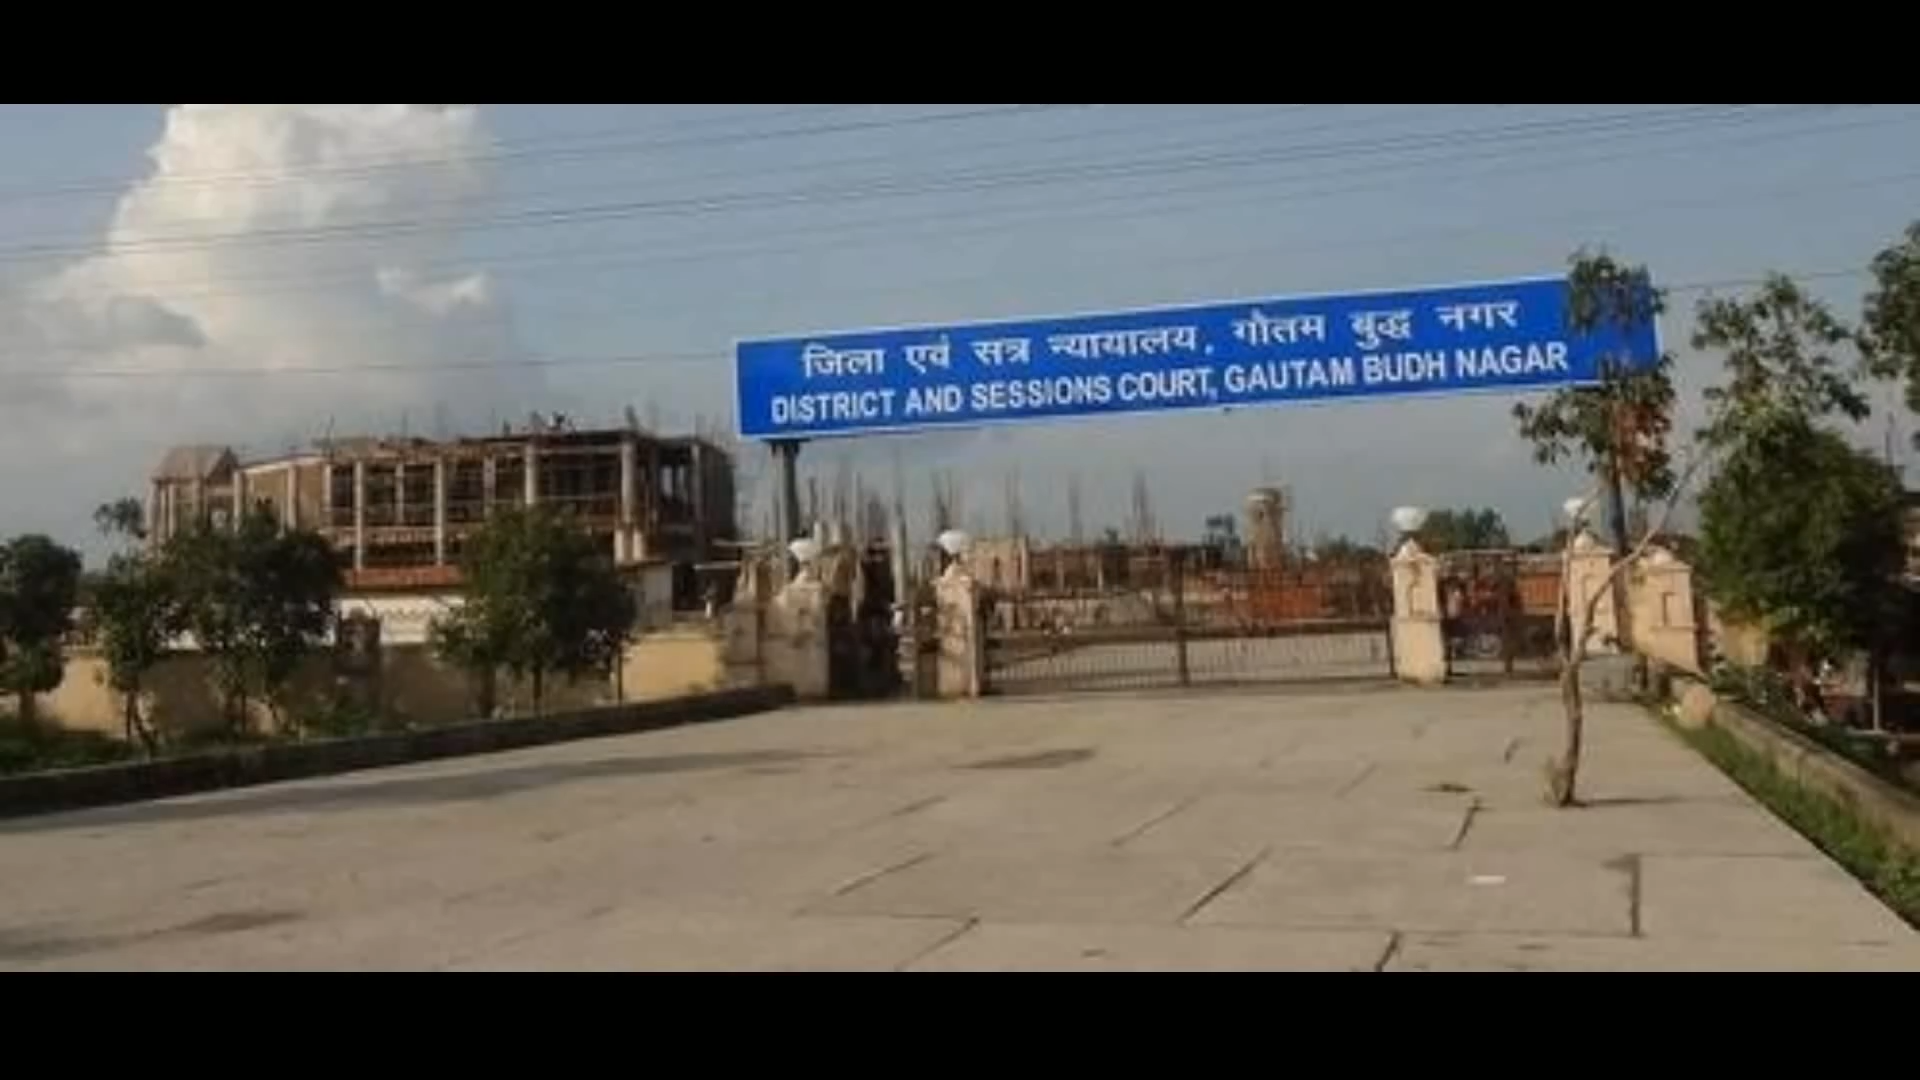 जिला एवं सत्र न्यायालय, गौतम बुद्ध नगर
DISTRICT AND SESSIONS COURT, GAUTAM BUDH NAGAR